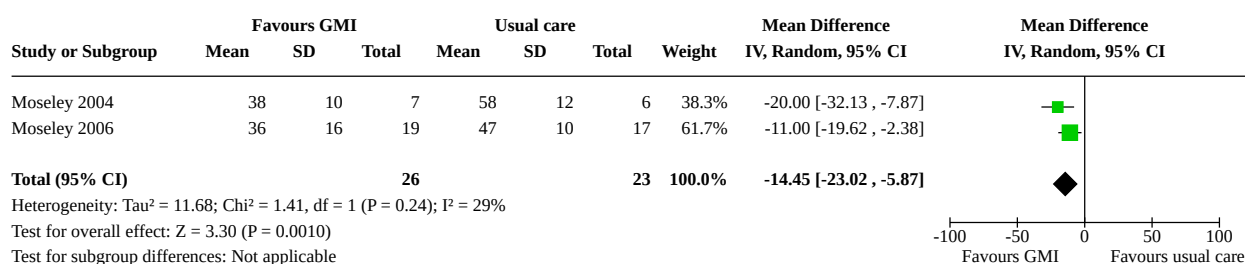 Favours GMI Usual care Mean Difference Mean Difference
Study or Subgroup Mean SD Total Mean SD Total Weight IV, Random, 95% CI IV, Random, 95% CI
Moseley 2004 38 10 7 58 12 6 38.3% -20.00 [-32.13 , -7.87]
Moseley 2006 36 16 19 47 10 17 61.7% -11.00 [-19.62 , -2.38]
Total (95% CI) 26 23 100.0% -14.45 [-23.02 , -5.87]
Heterogeneity: Tau² = 11.68; Chi² = 1.41, df = 1 (P = 0.24); I² = 29%
Test for overall effect: Z = 3.30 (P = 0.0010) -100 -50 0 50 100
Test for subgroup differences: Not applicable Favours GMI Favours usual care